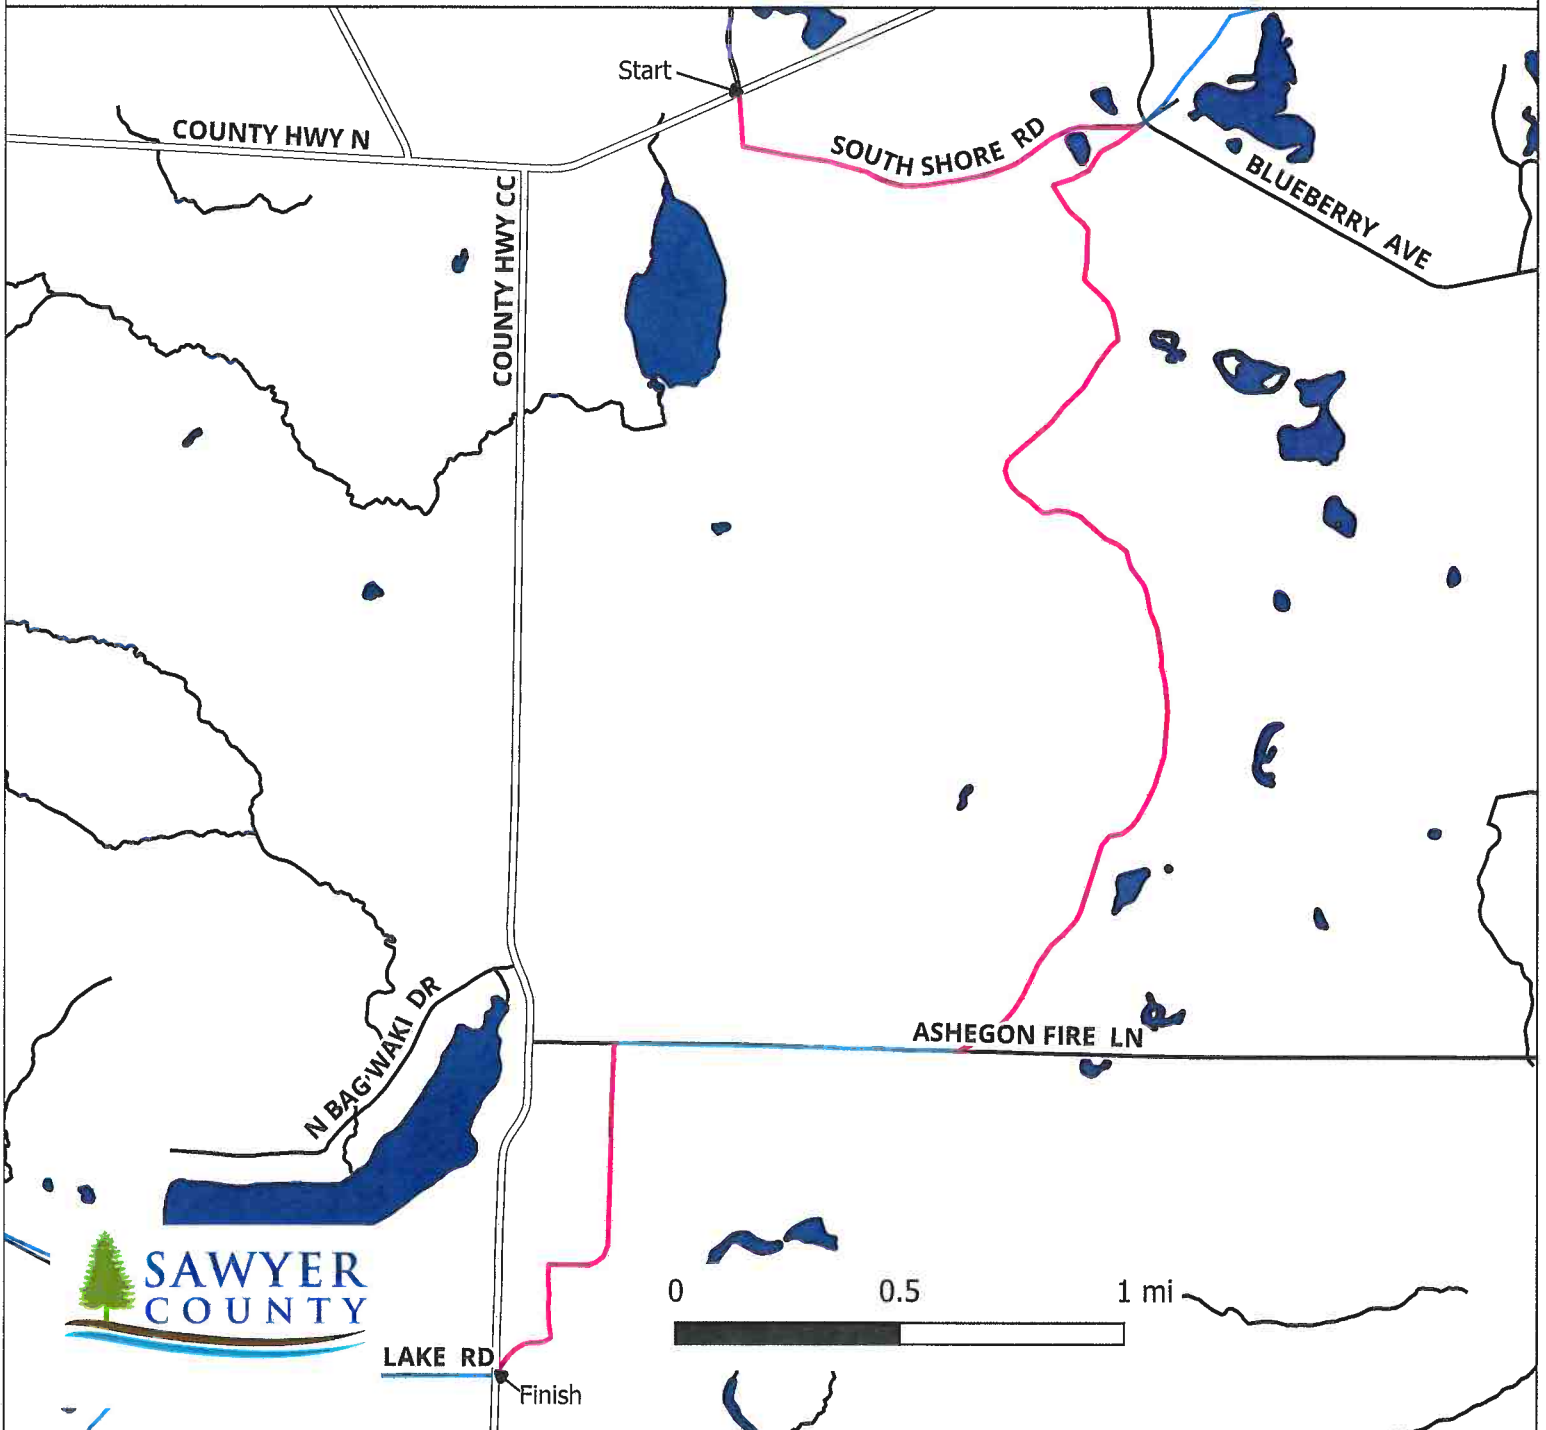 Start
COUNTY HWY N
SOUTH SHORE RD
BLUEBERRY AVE
COUNTY HWY CC
N BAG'WAKI DR
ASHEGON FIRE LN
SAWYER
COUNTY
0 0.5 1 mi
LAKE RD
Finish